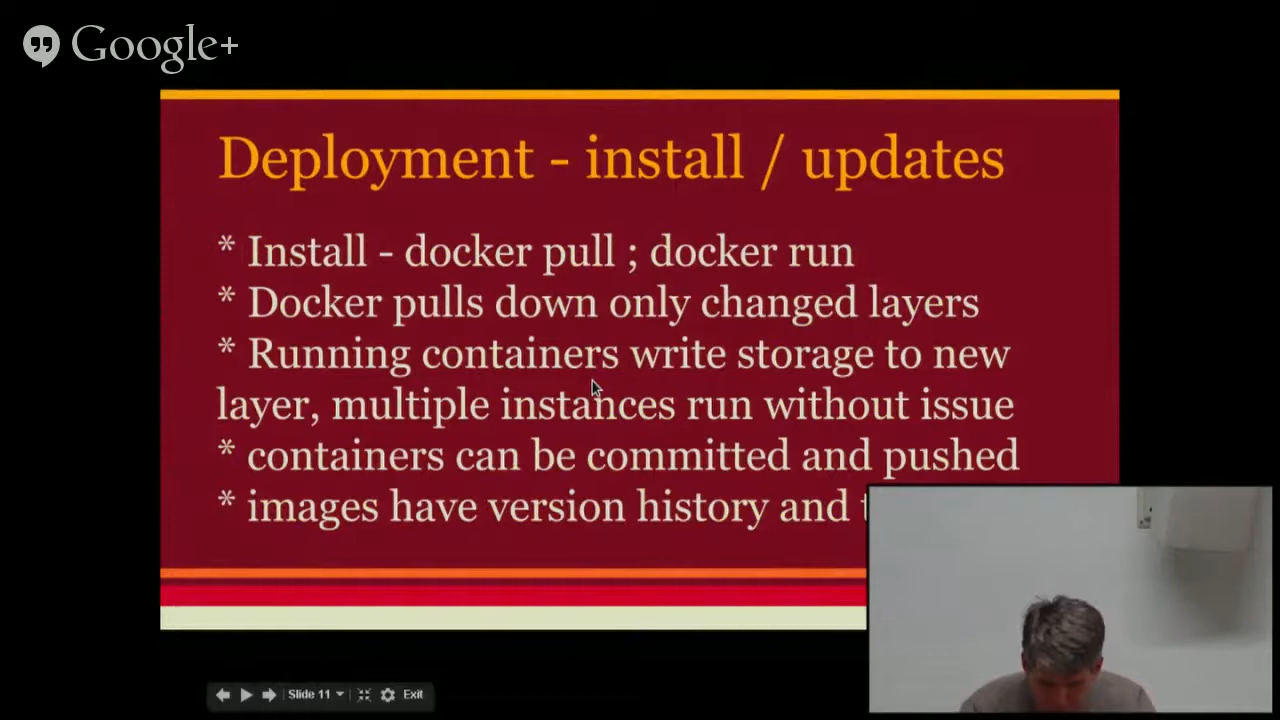 Google+
Deployment - install / updates
* Install - docker pull ; docker run
* Docker pulls down only changed layers
* Running containers write storage to new
layer, multiple instances run without issue
* containers can be committed and pushed
* images have version history and
Slide 11
Exit